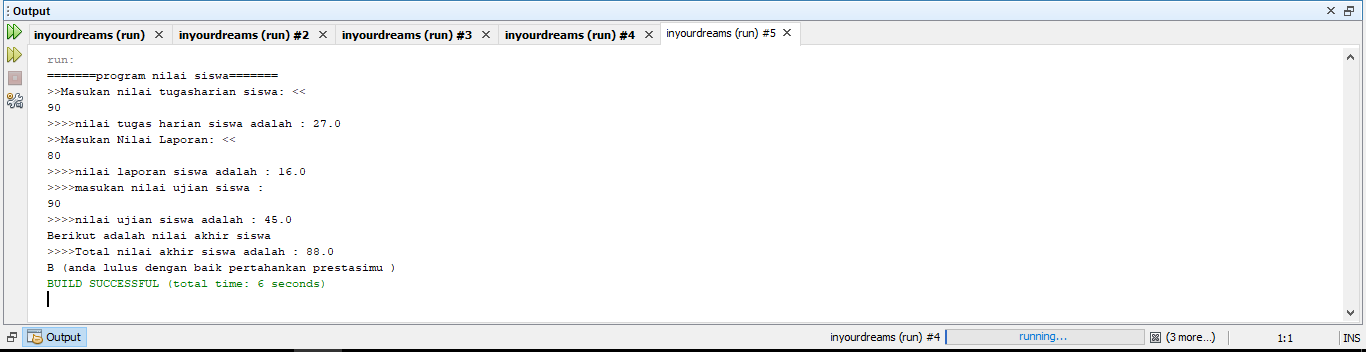 Output
inyourdreams (run) inyourdreams (run) #2 inyourdreams (run) #3 inyourdreams (run) #4 inyourdreams (run) #5
run:
=======program nilai siswa=======
>>Masukan nilai tugasharian siswa: <<
90
>>>>nilai tugas harian siswa adalah : 27.0
>>Masukan Nilai Laporan: <<
80
>>>>nilai laporan siswa adalah : 16.0
>>>>masukan nilai ujian siswa :
90
>>>>nilai ujian siswa adalah : 45.0
Berikut adalah nilai akhir siswa
>>>>Total nilai akhir siswa adalah : 88.0
B (anda lulus dengan baik pertahankan prestasimu )
BUILD SUCCESSFUL (total time: 6 seconds)
Output inyourdreams (run) #4 running... (3 more...) 1:1 INS